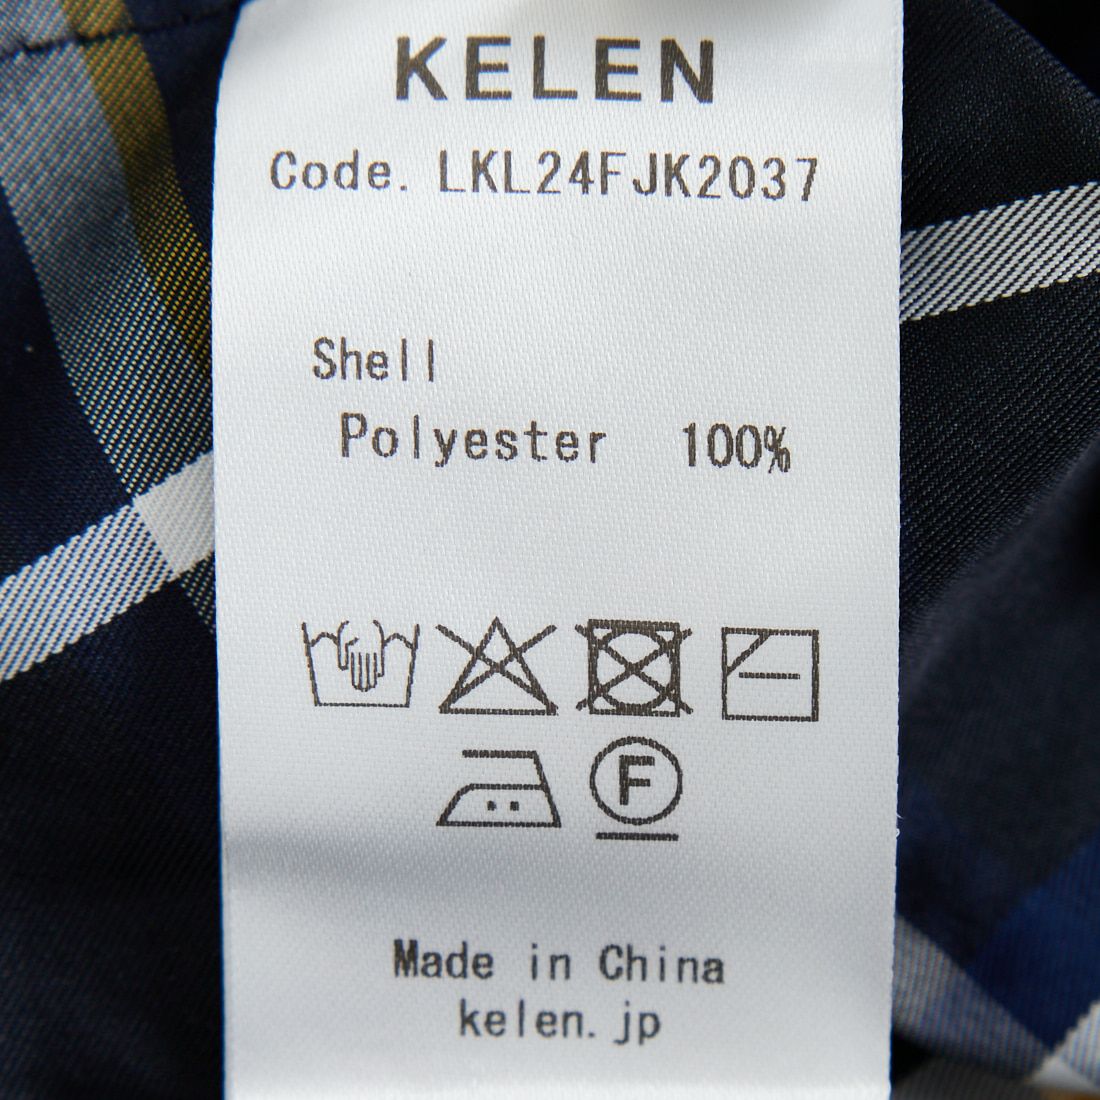 KELEN
Code. LKL24FJK2037
Shell
Polyester 100%
F
Made in China
kelen.jp